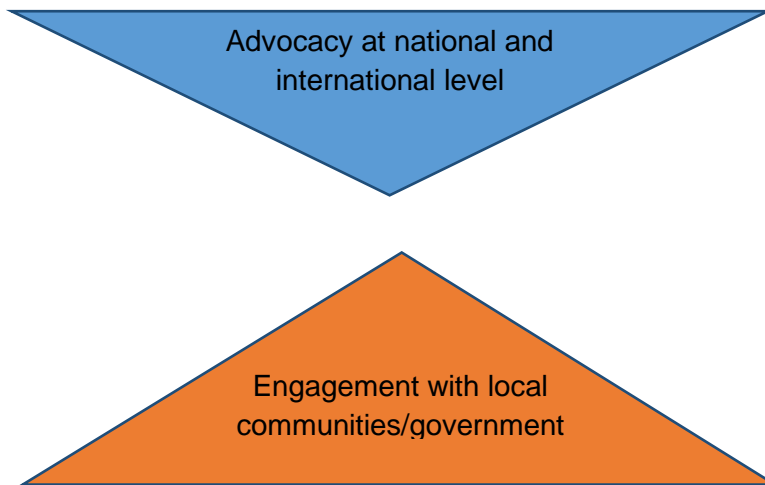 Advocacy at national and
international level
Engagement with local
communities/government